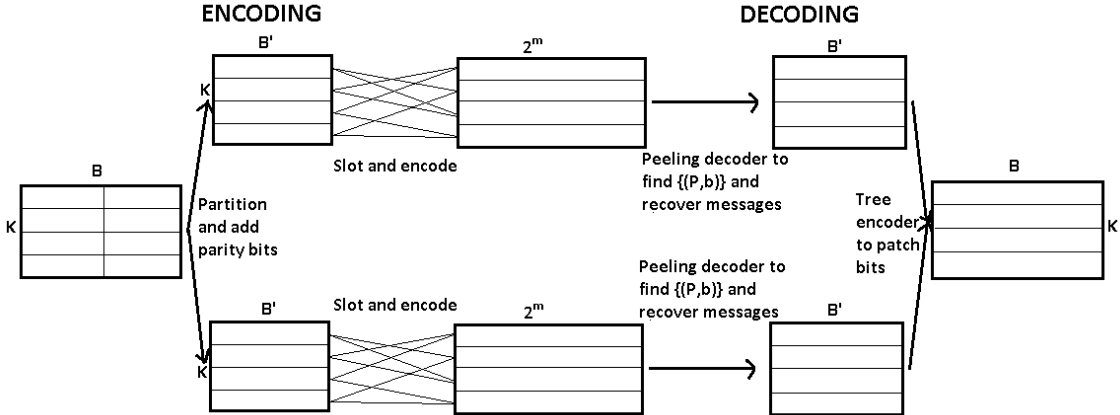 ENCODING
DECODING
B'
2^m
B'
K
Slot and encode
Peeling decoder to
find {(P,b)} and
recover messages
B
K
Partition
and add
parity bits
Tree
encoder
to patch
bits
B
K
Peeling decoder to
find {(P,b)} and
recover messages
Slot and encode
B'
2^m
B'
K